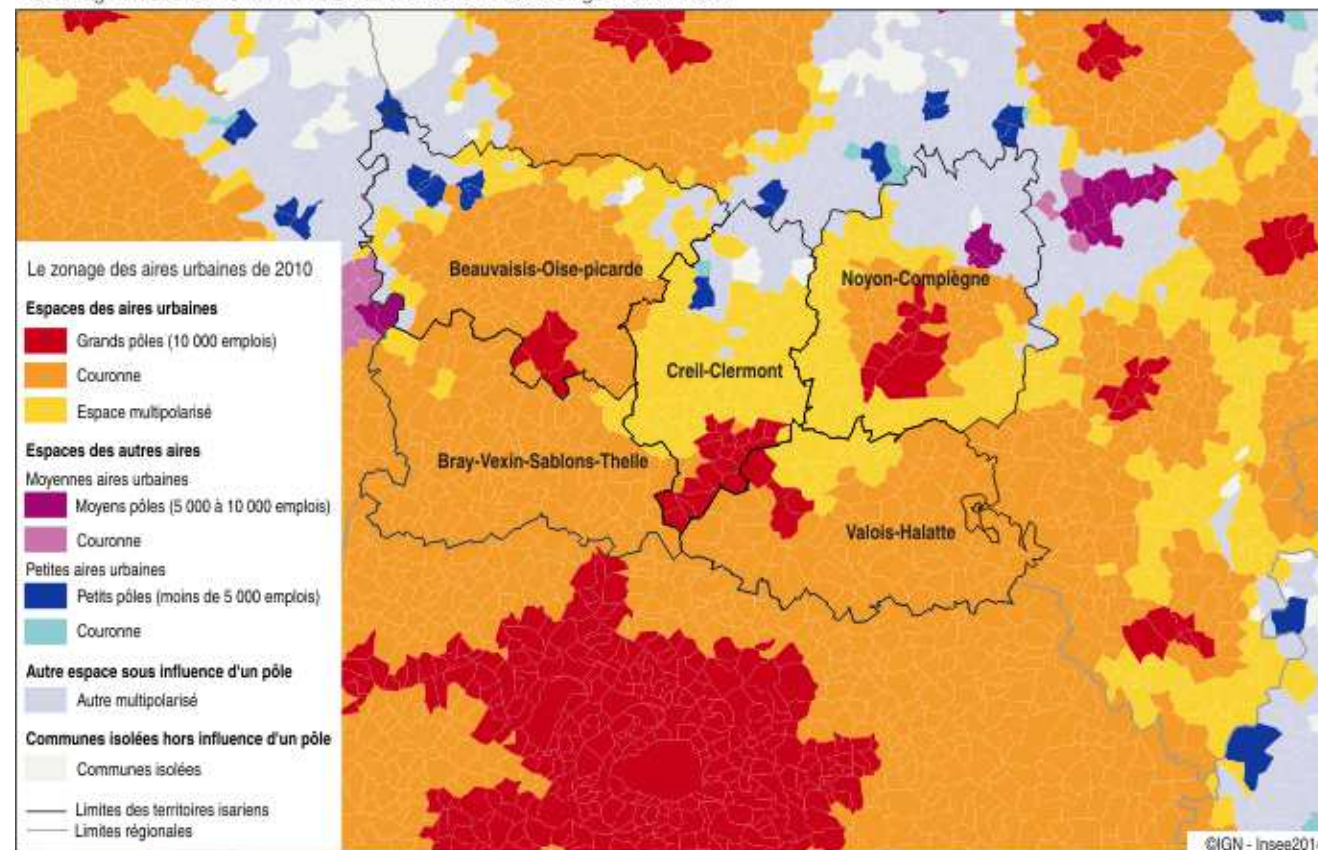 Le zonage des aires urbaines de 2010
Espaces des aires urbaines
Grands pôles (10 000 emplois)
Couronne
Espace multipolarisé
Espaces des autres aires
Moyennes aires urbaines
Moyens pôles (5 000 à 10 000 emplois)
Couronne
Petites aires urbaines
Petits pôles (moins de 5 000 emplois)
Couronne
Autre espace sous influence d'un pôle
Autre multipolarisé
Communes isolées hors influence d'un pôle
Communes isolées
Limites des territoires isariens
Limites régionales
Beauvaisis-Oise-picarde
Noyon-Compiègne
Creil-Clermont
Bray-Vexin-Sablons-Thelle
Valois-Halatte
©IGN - Insee201